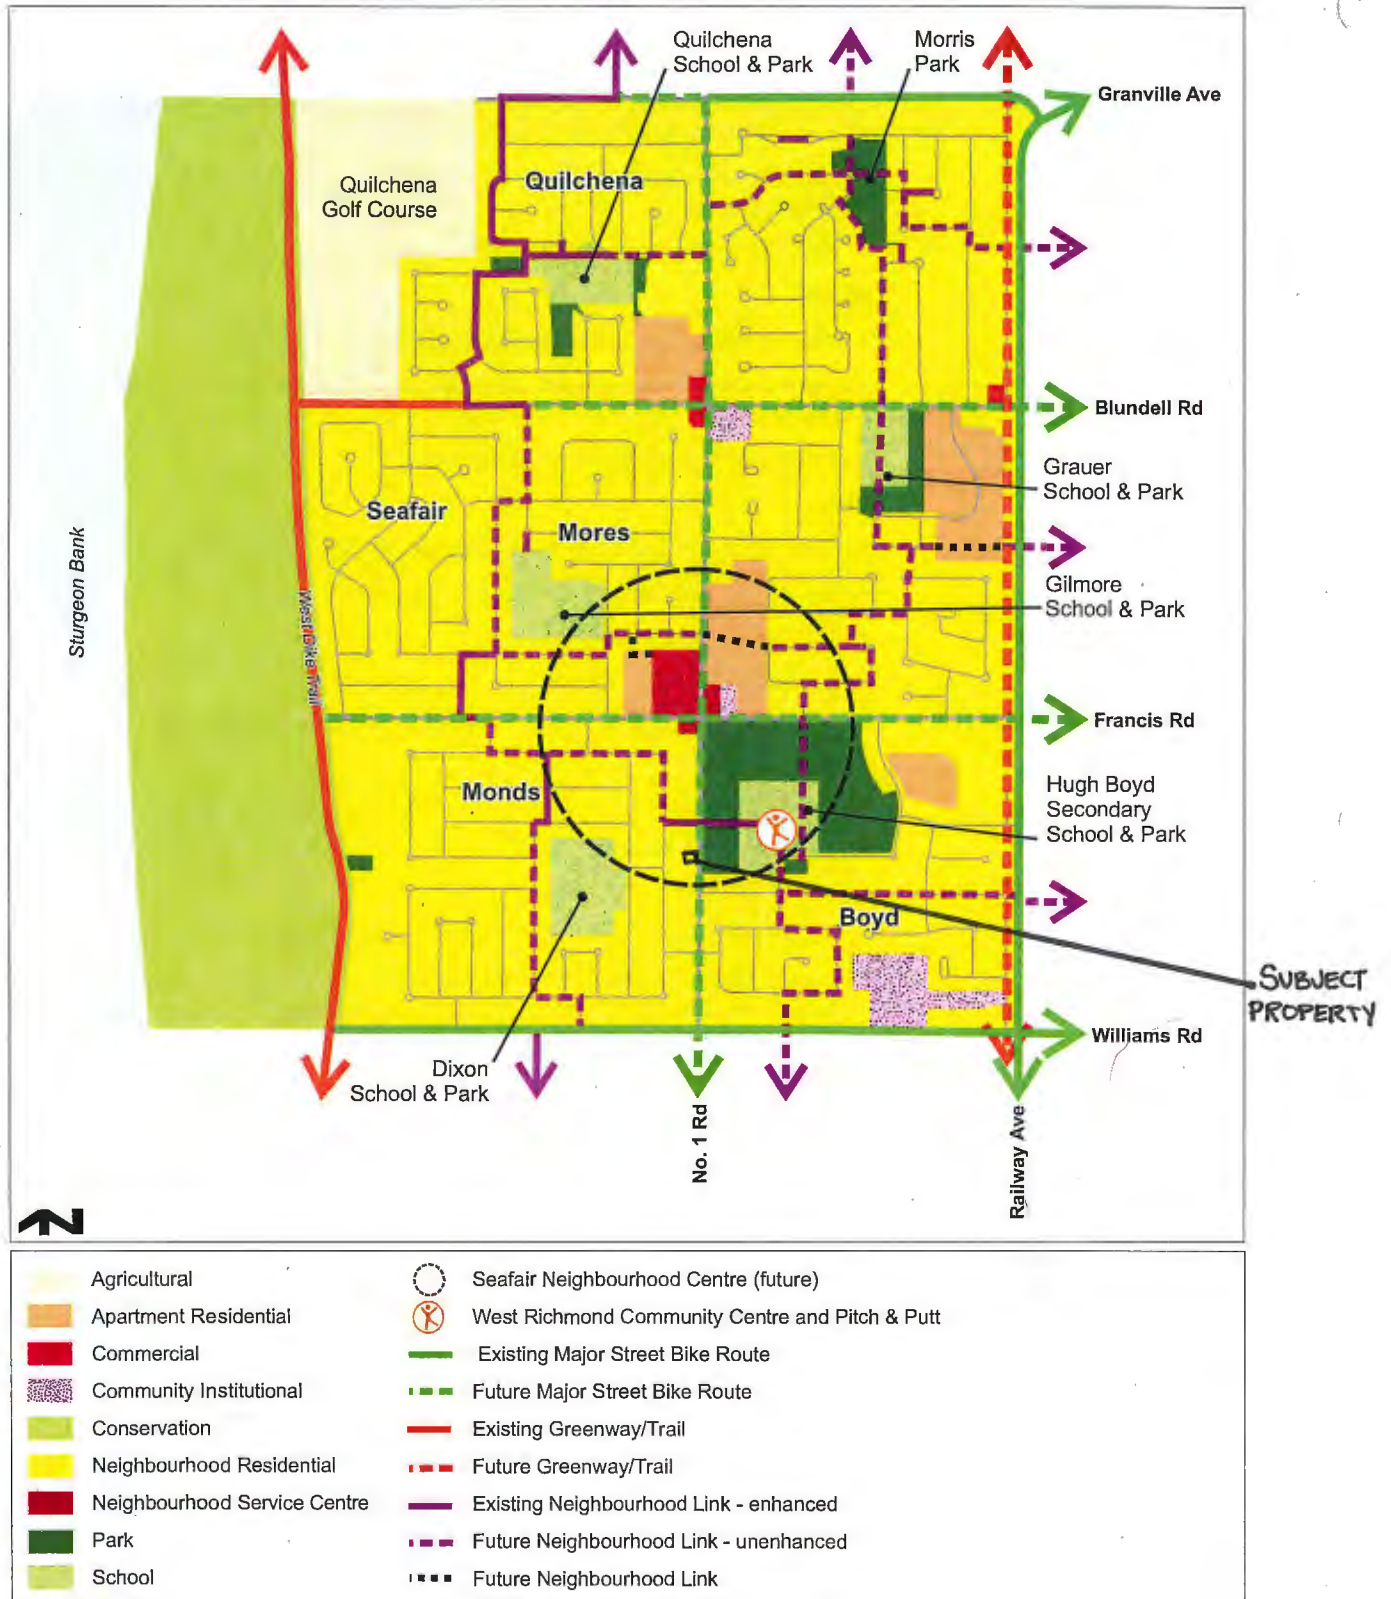 Quilchena
School & Park
Morris
Park
Granville Ave
Quilchena
Golf Course
Quilchena
Blundell Rd
Grauer
School & Park
Seafair
Mores
Sturgeon Bank
Gilmore
School & Park
West Dike Trail
Francis Rd
Monds
Hugh Boyd
Secondary
School & Park
Boyd
SUBJECT
PROPERTY
Williams Rd
Dixon
School & Park
No. 1 Rd
Railway Ave
N
Agricultural
Apartment Residential
Commercial
Community Institutional
Conservation
Neighbourhood Residential
Neighbourhood Service Centre
Park
School
Seafair Neighbourhood Centre (future)
West Richmond Community Centre and Pitch & Putt
Existing Major Street Bike Route
Future Major Street Bike Route
Existing Greenway/Trail
Future Greenway/Trail
Existing Neighbourhood Link - enhanced
Future Neighbourhood Link - unenhanced
Future Neighbourhood Link